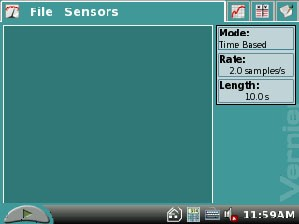 File Sensors
Mode:
Time Based
Rate:
2.0 samples/s
Length:
10.0 s
Vernier
11:59AM